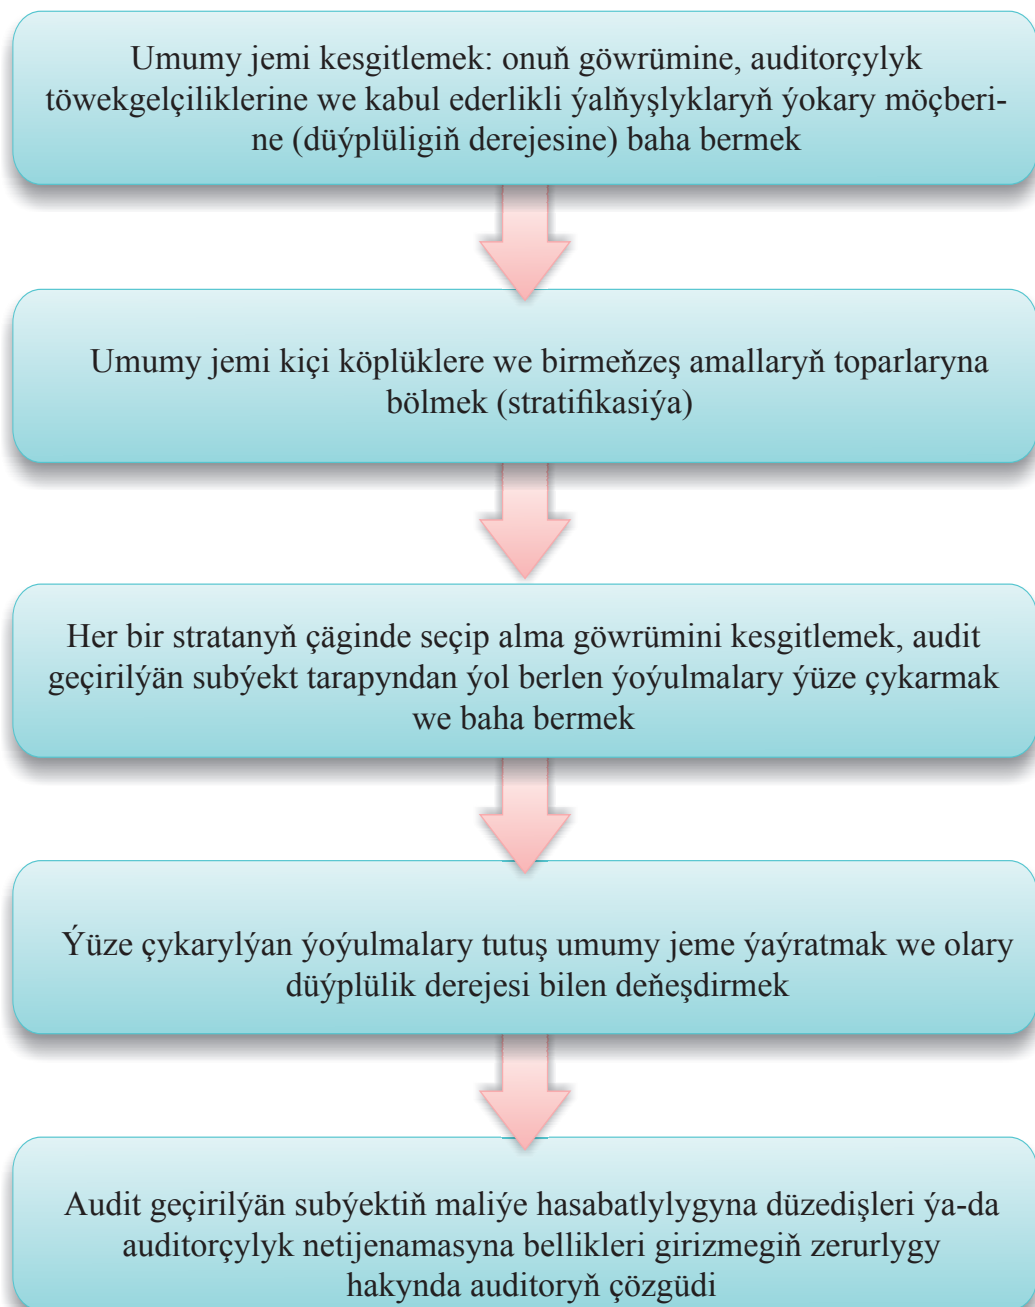 Umumy jemi kesgitlemek: onuň göwrümine, auditorçylyk
töwekgelçiliklerine we kabul ederlikli ýalňyşlyklaryň ýokary möçberi-
ne (düýplüligiň derejesine) baha bermek
Umumy jemi kiçi köplüklere we birmeňzeş amallaryň toparlaryna
bölmek (stratifikasiýa)
Her bir stratanyň çäginde seçip alma göwrümini kesgitlemek, audit
geçirilýän subýekt tarapyndan ýol berlen ýoýulmalary ýüze çykarmak
we baha bermek
Ýüze çykarylýan ýoýulmalary tutuş umumy jeme ýaýratmak we olary
düýplülik derejesi bilen deňeşdirmek
Audit geçirilýän subýektiň maliýe hasabatlylygyna düzedişleri ýa-da
auditorçylyk netijenamasyna bellikleri girizmegiň zerurlygy
hakynda auditoryň çözgüdi